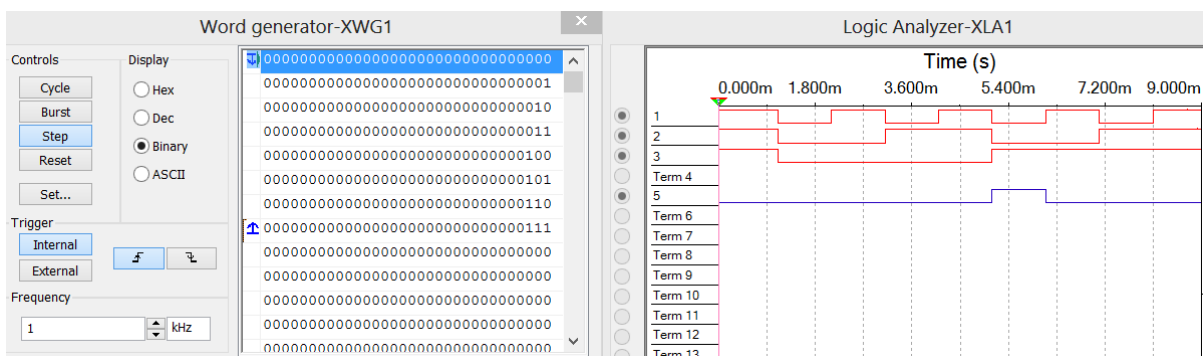 Word generator-XWG1
Controls
Cycle
Burst
Step
Reset
Set...
Display
Hex
Dec
Binary
ASCII
Trigger
Internal
External
Frequency
1
kHz
00000000000000000000000000000000
00000000000000000000000000000001
00000000000000000000000000000010
00000000000000000000000000000011
00000000000000000000000000000100
00000000000000000000000000000101
00000000000000000000000000000110
00000000000000000000000000000111
00000000000000000000000000000000
00000000000000000000000000000000
00000000000000000000000000000000
00000000000000000000000000000000
00000000000000000000000000000000
Logic Analyzer-XLA1
Time (s)
0.000m 1.800m 3.600m 5.400m 7.200m 9.000m
1
2
3
Term 4
5
Term 6
Term 7
Term 8
Term 9
Term 10
Term 11
Term 12
Term 13